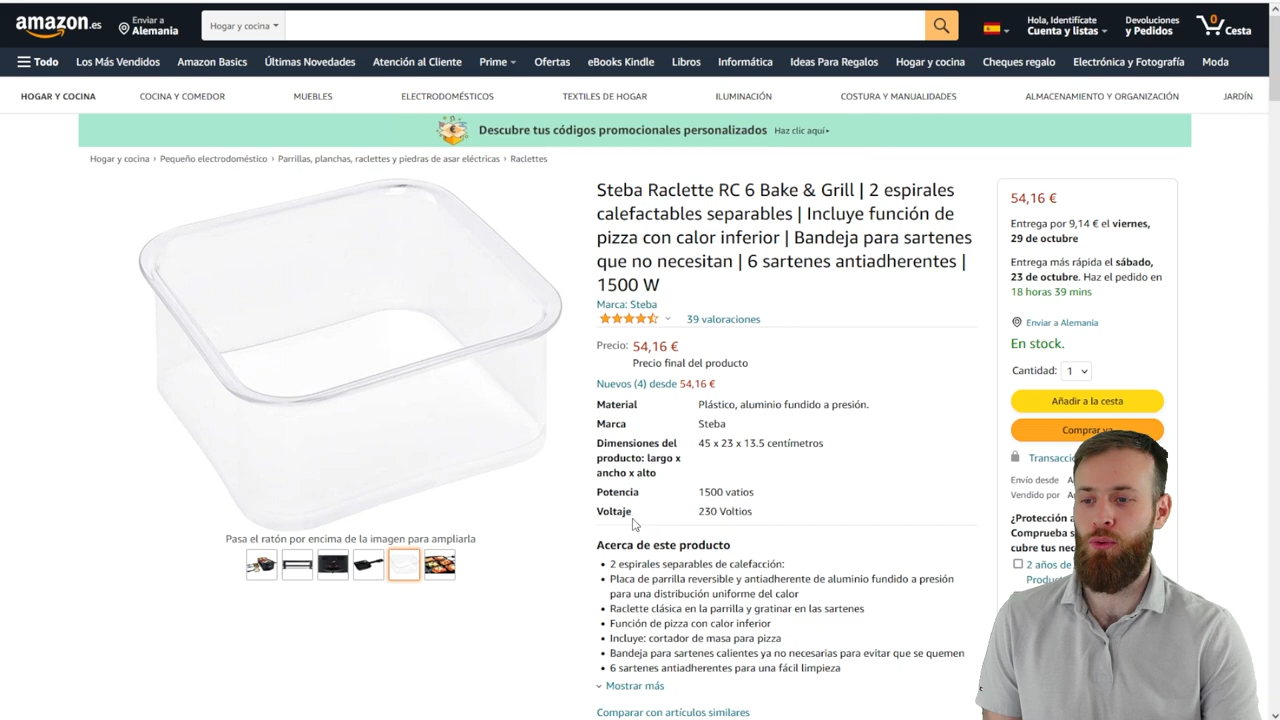 amazon.es
Enviar a
Alemania
Hogar y cocina
Hola, Identifícate
Cuenta y listas
Devoluciones
y Pedidos
0
Cesta
Todo
Los Más Vendidos
Amazon Basics
Últimas Novedades
Atención al Cliente
Prime
Ofertas
eBooks Kindle
Libros
Informática
Ideas Para Regalos
Hogar y cocina
Cheques regalo
Electrónica y Fotografía
Moda
HOGAR Y COCINA
COCINA Y COMEDOR
MUEBLES
ELECTRODOMÉSTICOS
TEXTILES DE HOGAR
ILUMINACIÓN
COSTURA Y MANUALIDADES
ALMACENAMIENTO Y ORGANIZACIÓN
JARDÍN
Descubre tus códigos promocionales personalizados Haz clic aquí▸
Hogar y cocina › Pequeño electrodoméstico › Parrillas, planchas, raclettes y piedras de asar eléctricas › Raclettes
Pasa el ratón por encima de la imagen para ampliarla
Steba Raclette RC 6 Bake & Grill | 2 espirales
calefactables separables | Incluye función de
pizza con calor inferior | Bandeja para sartenes
que no necesitan | 6 sartenes antiadherentes |
1500 W
Marca: Steba
39 valoraciones
Precio: 54,16 €
Precio final del producto
Nuevos (4) desde 54,16 €
Material Plástico, aluminio fundido a presión.
Marca Steba
Dimensiones del 45 x 23 x 13.5 centímetros
producto: largo x
ancho x alto
Potencia 1500 vatios
Voltaje 230 Voltios
Acerca de este producto
• 2 espirales separables de calefacción:
• Placa de parrilla reversible y antiadherente de aluminio fundido a presión
para una distribución uniforme del calor
• Raclette clásica en la parrilla y gratinar en las sartenes
• Función de pizza con calor inferior
• Incluye: cortador de masa para pizza
• Bandeja para sartenes calientes ya no necesarias para evitar que se quemen
• 6 sartenes antiadherentes para una fácil limpieza
Mostrar más
Comparar con artículos similares
54,16 €
Entrega por 9,14 € el viernes,
29 de octubre
Entrega más rápida el sábado,
23 de octubre. Haz el pedido en
18 horas 39 mins
Enviar a Alemania
En stock.
Cantidad: 1
Añadir a la cesta
Comprar
Transacci
Envío desde A
Vendido por
¿Protección a
Comprueba s
cubre tus nec
2 años de
Produc